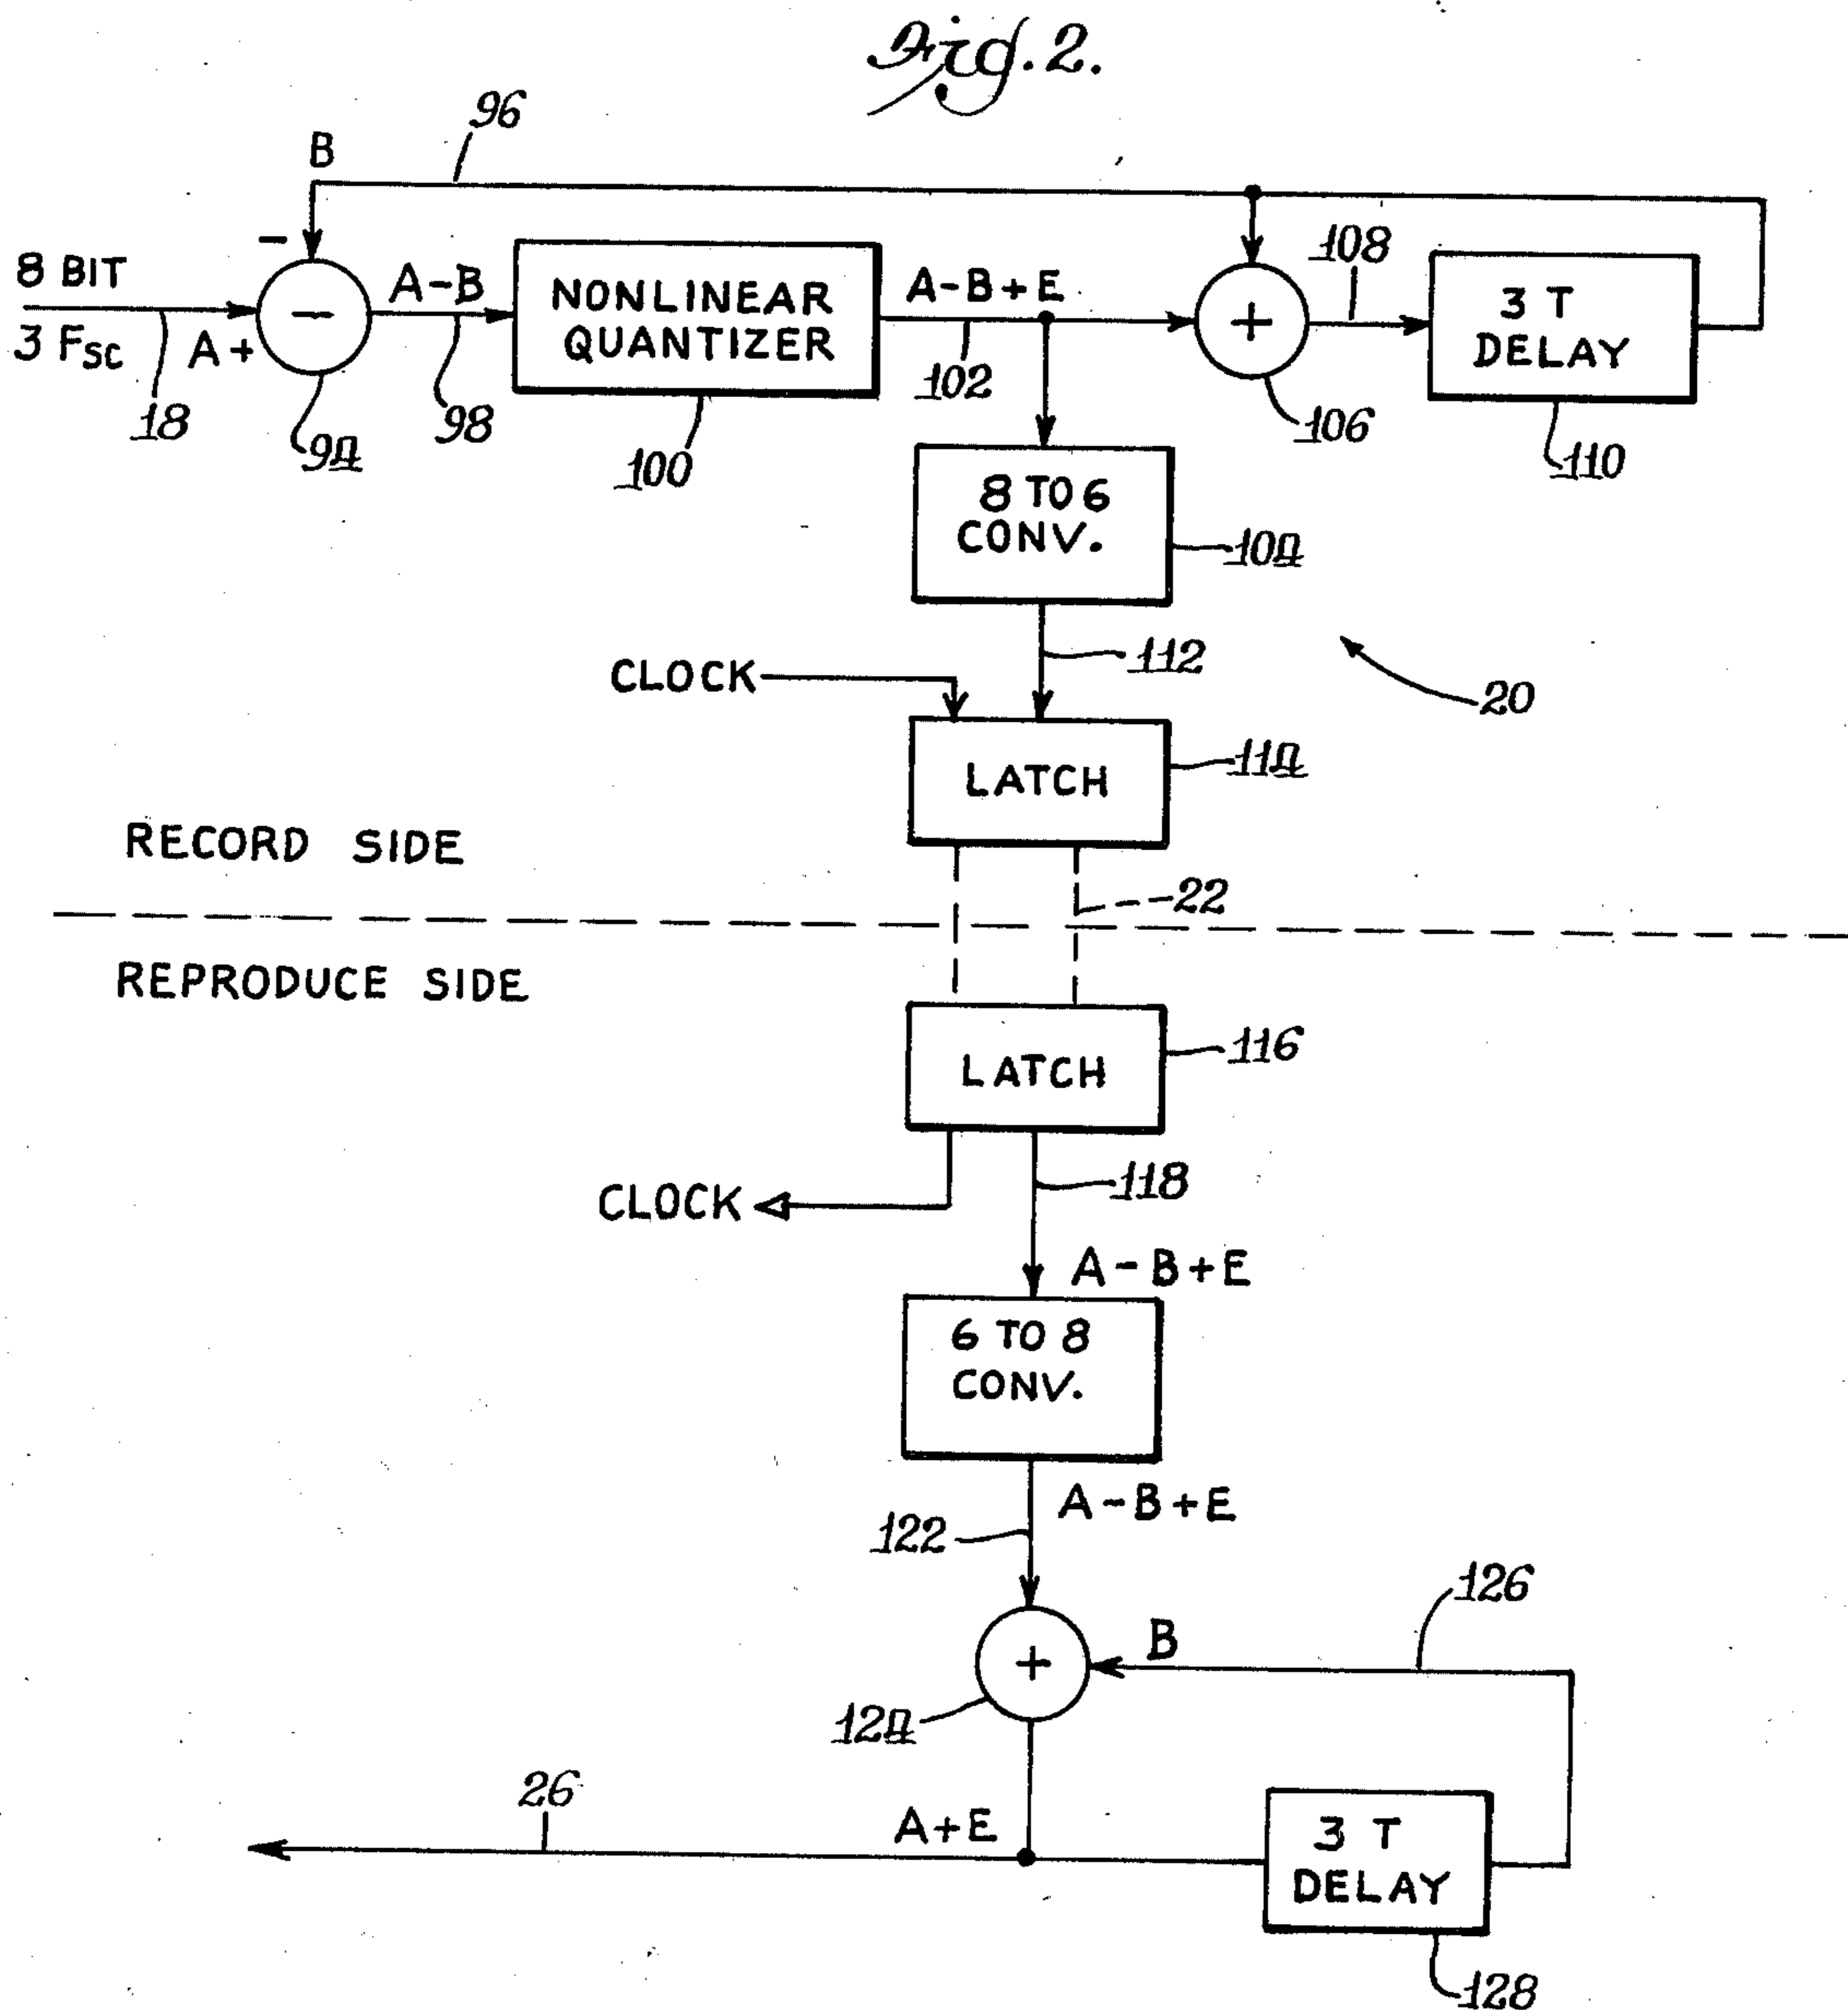 Fig. 2.
96
B
-
8 BIT
3 FSC
A +
-
A-B
NONLINEAR
QUANTIZER
A-B+E
+
108
3 T
DELAY
18
94
98
100
102
106
110
8 TO 6
CONV.
104
112
CLOCK
20
LATCH
114
RECORD SIDE
22
REPRODUCE SIDE
LATCH
116
118
CLOCK
A-B+E
6 TO 8
CONV.
A-B+E
122
126
B
+
124
26
A+E
3 T
DELAY
128